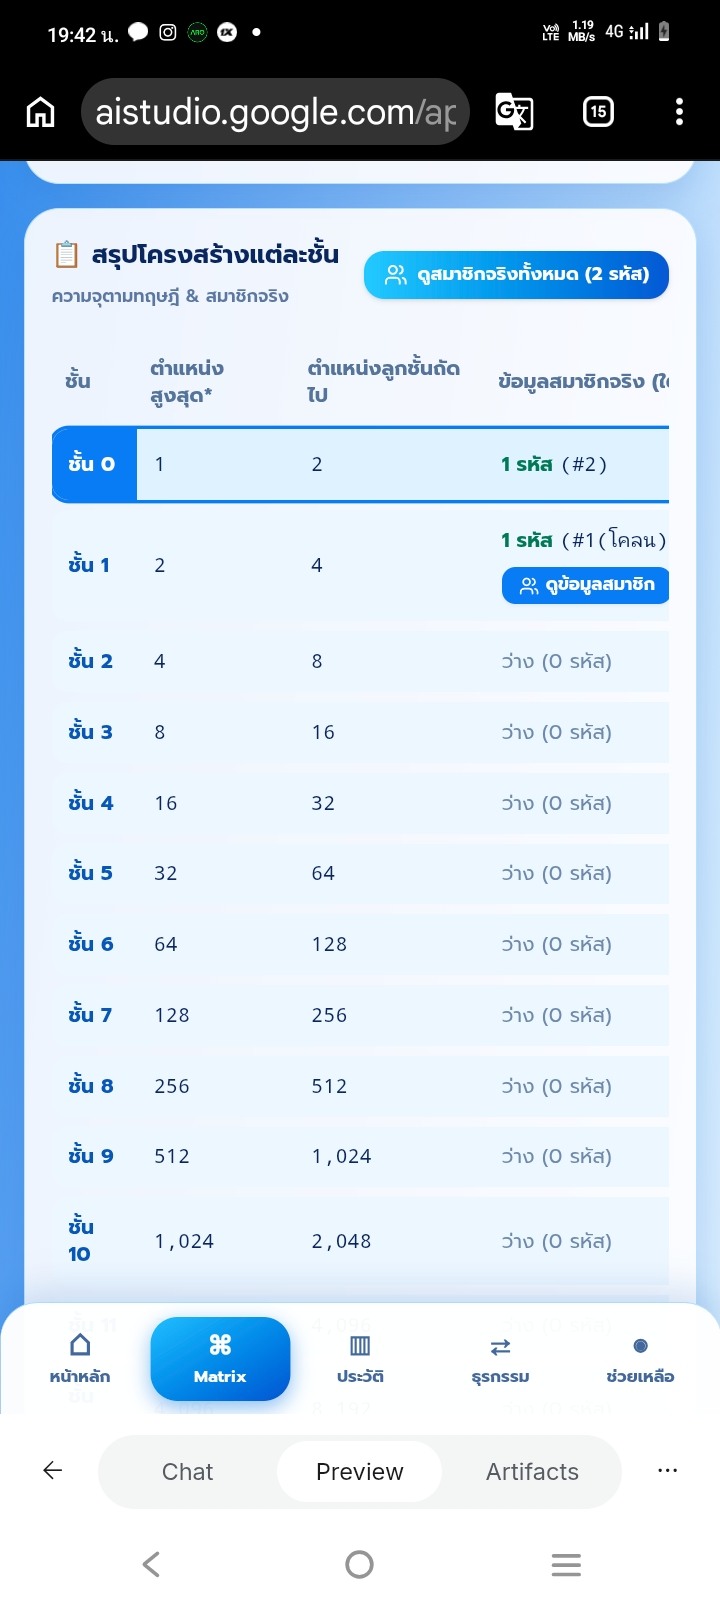 19:42 น.
Vo) LTE 1.19 MB/s 4G
aistudio.google.com/ap
15
สรุปโครงสร้างแต่ละชั้น
ความจุตามทฤษฎี & สมาชิกจริง
ดูสมาชิกจริงทั้งหมด (2 รหัส)
ชั้น ตำแหน่งสูงสุด* ตำแหน่งลูกชั้นถัดไป ข้อมูลสมาชิกจริง
ชั้น 0 1 2 1 รหัส (#2)
ชั้น 1 2 4 1 รหัส (#1(โคลน)
ดูข้อมูลสมาชิก
ชั้น 2 4 8 ว่าง (0 รหัส)
ชั้น 3 8 16 ว่าง (0 รหัส)
ชั้น 4 16 32 ว่าง (0 รหัส)
ชั้น 5 32 64 ว่าง (0 รหัส)
ชั้น 6 64 128 ว่าง (0 รหัส)
ชั้น 7 128 256 ว่าง (0 รหัส)
ชั้น 8 256 512 ว่าง (0 รหัส)
ชั้น 9 512 1,024 ว่าง (0 รหัส)
ชั้น 10 1,024 2,048 ว่าง (0 รหัส)
หน้าหลัก Matrix ประวัติ ธุรกรรม ช่วยเหลือ
Chat Preview Artifacts